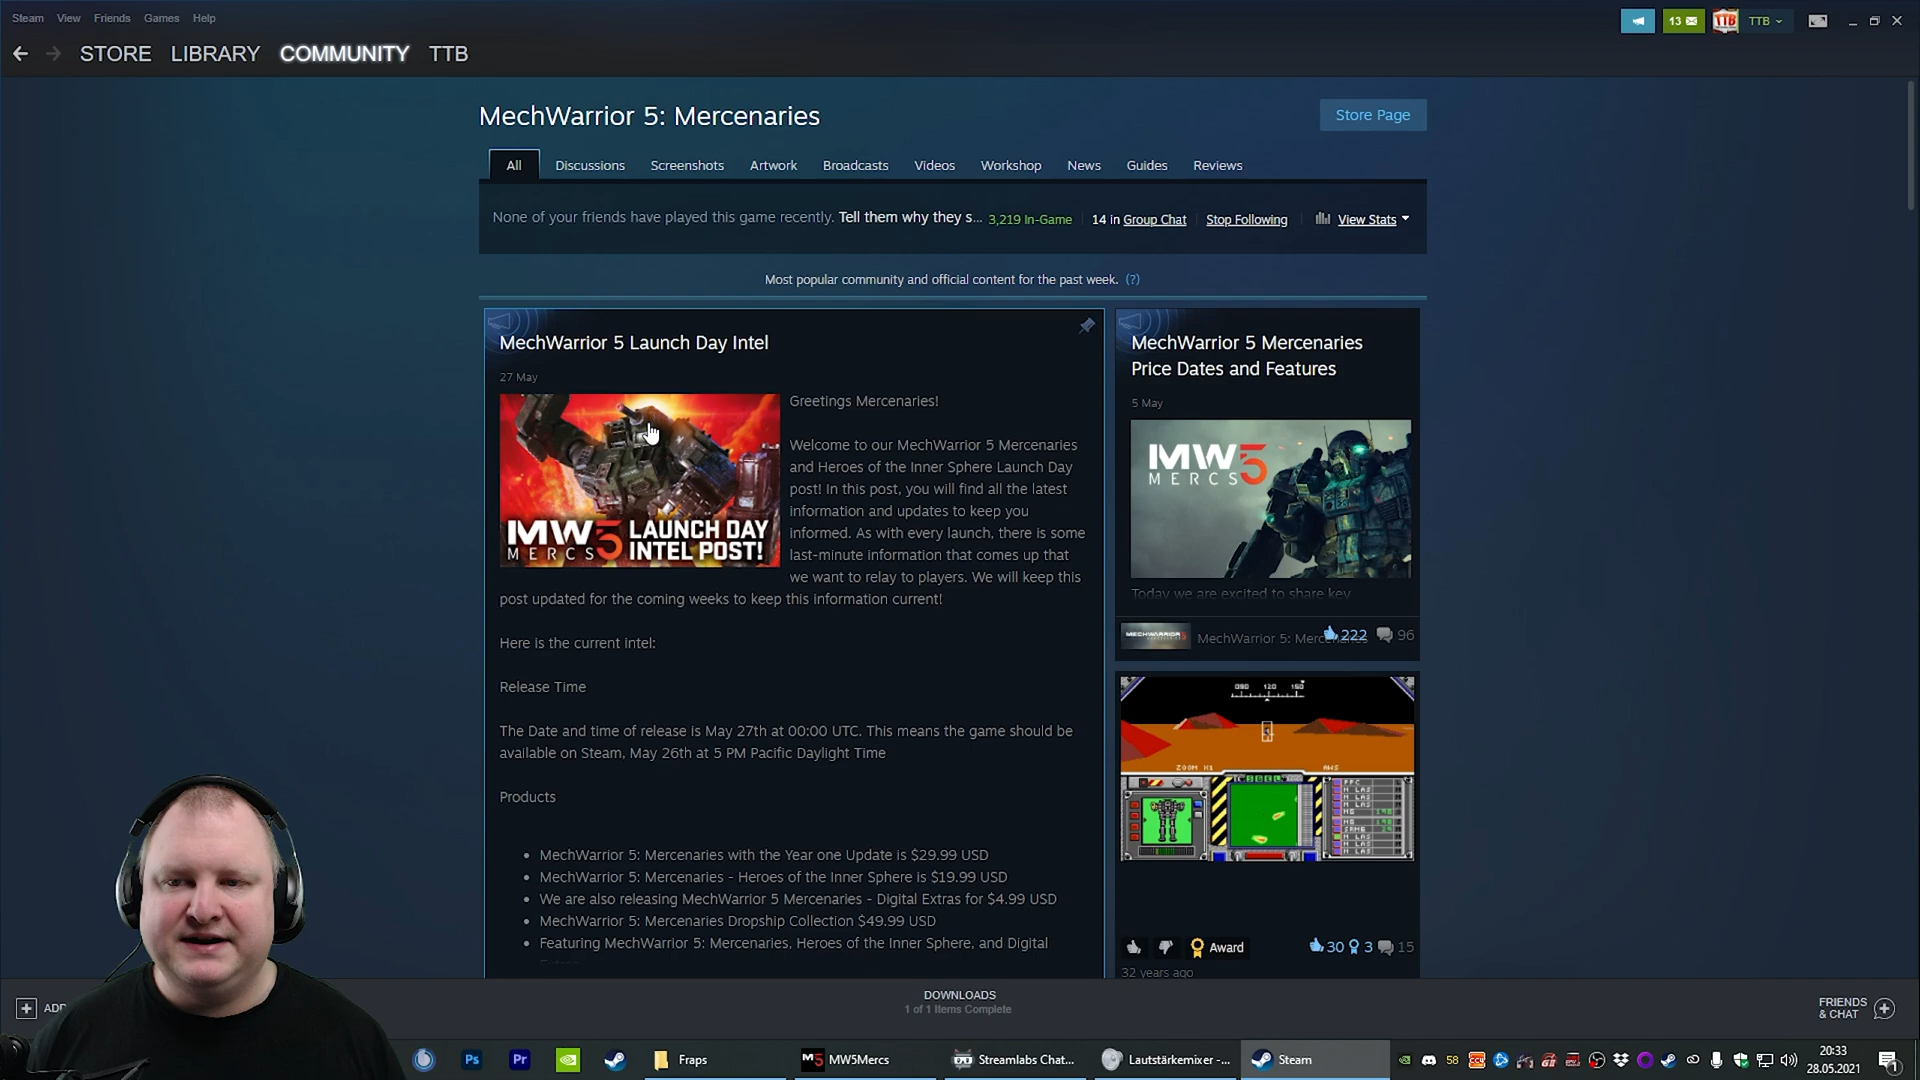 Steam View Friends Games Help
13
TTB
TTB
STORE LIBRARY COMMUNITY TTB
MechWarrior 5: Mercenaries
Store Page
All Discussions Screenshots Artwork Broadcasts Videos Workshop News Guides Reviews
None of your friends have played this game recently. Tell them why they s... 3,219 In-Game 14 in Group Chat Stop Following View Stats
Most popular community and official content for the past week. (?)
MechWarrior 5 Launch Day Intel
27 May
MW5 MERCS LAUNCH DAY
INTEL POST!
Greetings Mercenaries!
Welcome to our MechWarrior 5 Mercenaries
and Heroes of the Inner Sphere Launch Day
post! In this post, you will find all the latest
information and updates to keep you
informed. As with every launch, there is some
last-minute information that comes up that
we want to relay to players. We will keep this
post updated for the coming weeks to keep this information current!
Here is the current intel:
Release Time
The Date and time of release is May 27th at 00:00 UTC. This means the game should be
available on Steam, May 26th at 5 PM Pacific Daylight Time
Products
• MechWarrior 5: Mercenaries with the Year one Update is $29.99 USD
• MechWarrior 5: Mercenaries - Heroes of the Inner Sphere is $19.99 USD
• We are also releasing MechWarrior 5 Mercenaries - Digital Extras for $4.99 USD
• MechWarrior 5: Mercenaries Dropship Collection $49.99 USD
• Featuring MechWarrior 5: Mercenaries, Heroes of the Inner Sphere, and Digital
MechWarrior 5 Mercenaries
Price Dates and Features
5 May
MW5
MERCS
Today we are excited to share key
MECHWARRIOR 5
MechWarrior 5: Mercenaries
222 96
090 120 150
ZOOM X1
Award
30 3 15
32 years ago
DOWNLOADS
1 of 1 Items Complete
FRIENDS
& CHAT
Ps
Pr
Fraps
MW5Mercs
Streamlabs Chat...
Lautstärkemixer -...
Steam
58
20:33
28.05.2021
1